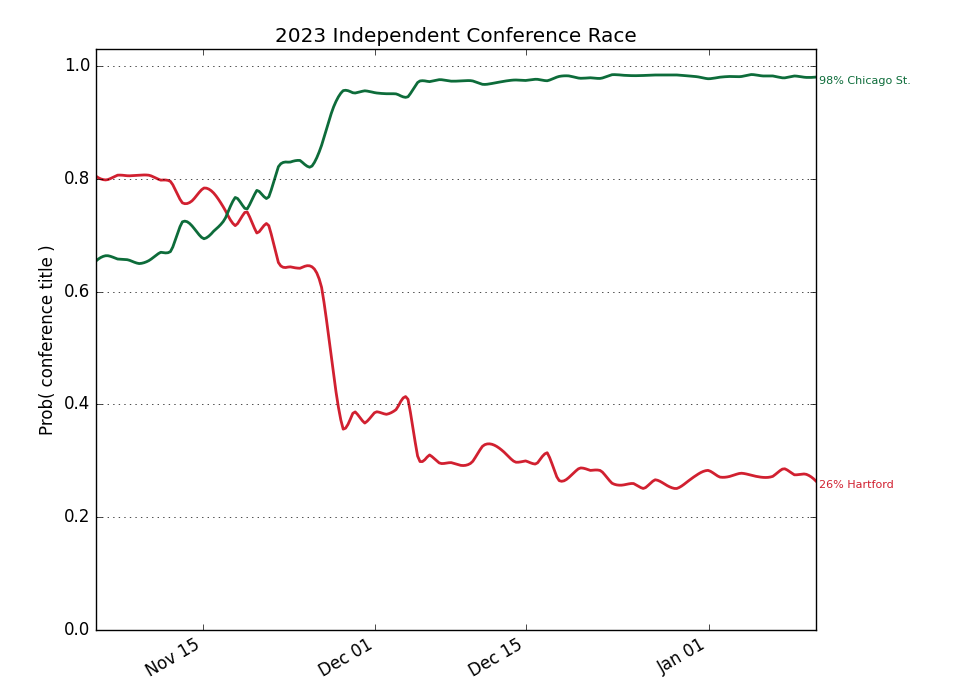 2023 Independent Conference Race
Prob( conference title )
1.0
0.8
0.6
0.4
0.2
0.0
98% Chicago St.
26% Hartford
Nov 15
Dec 01
Dec 15
Jan 01